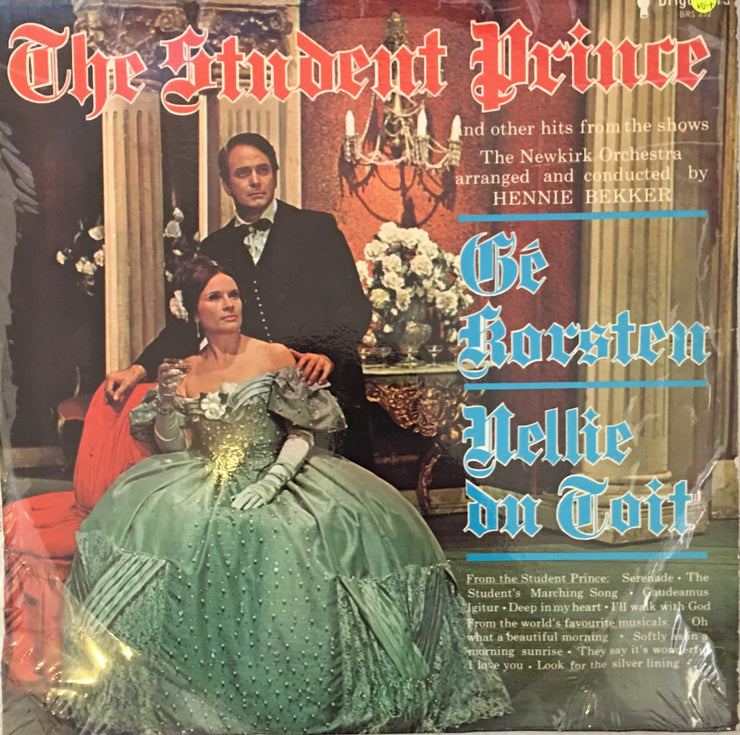 BRS 232
VG+
The Student Prince
and other hits from the shows
The Newkirk Orchestra
arranged and conducted by
HENNIE BEKKER
Gé
Korsten
Nellie
du Toit
From the Student Prince: Serenade • The
Student's Marching Song • Gaudeamus
Igitur • Deep in my heart • I'll walk with God
From the world's favourite musicals: Oh
what a beautiful morning • Softly as in a
morning sunrise • They say it's wonderful
I love you • Look for the silver lining •